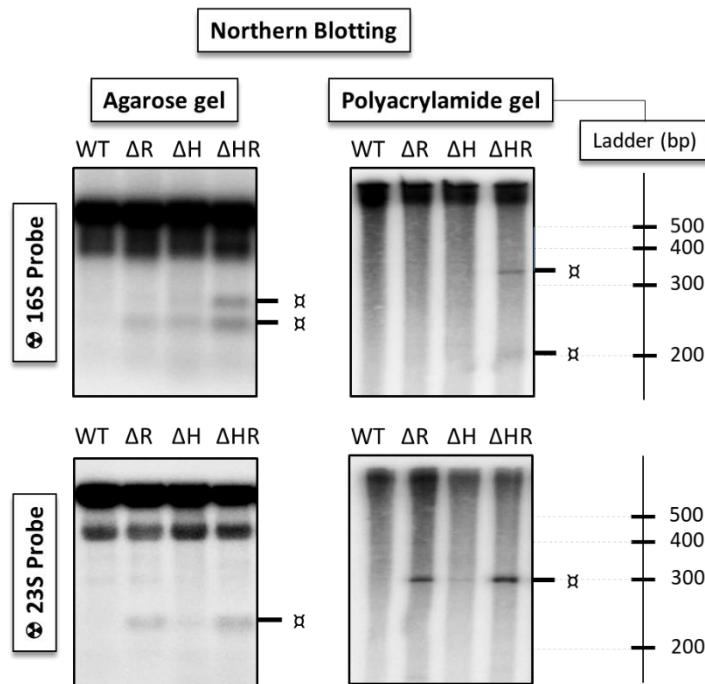 Northern Blotting
Agarose gel
Polyacrylamide gel
Ladder (bp)
WT ΔR ΔH ΔHR
WT ΔR ΔH ΔHR
☢ 16S Probe
¤
¤
¤
¤
500
400
300
200
WT ΔR ΔH ΔHR
WT ΔR ΔH ΔHR
☢ 23S Probe
¤
¤
500
400
300
200